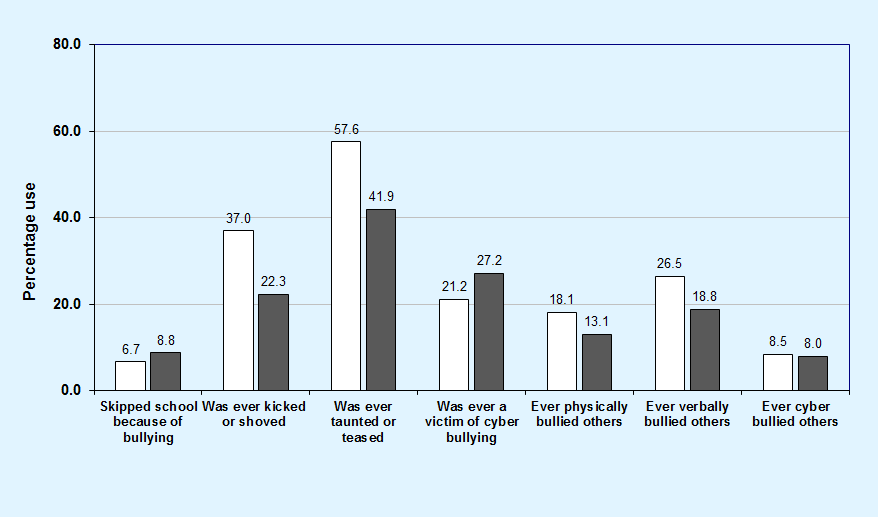 80.0
60.0
40.0
20.0
0.0
Percentage use
6.7
8.8
37.0
22.3
57.6
41.9
21.2
27.2
18.1
13.1
26.5
18.8
8.5
8.0
Skipped school
because of
bullying
Was ever kicked
or shoved
Was ever
taunted or
teased
Was ever a
victim of cyber
bullying
Ever physically
bullied others
Ever verbally
bullied others
Ever cyber
bullied others